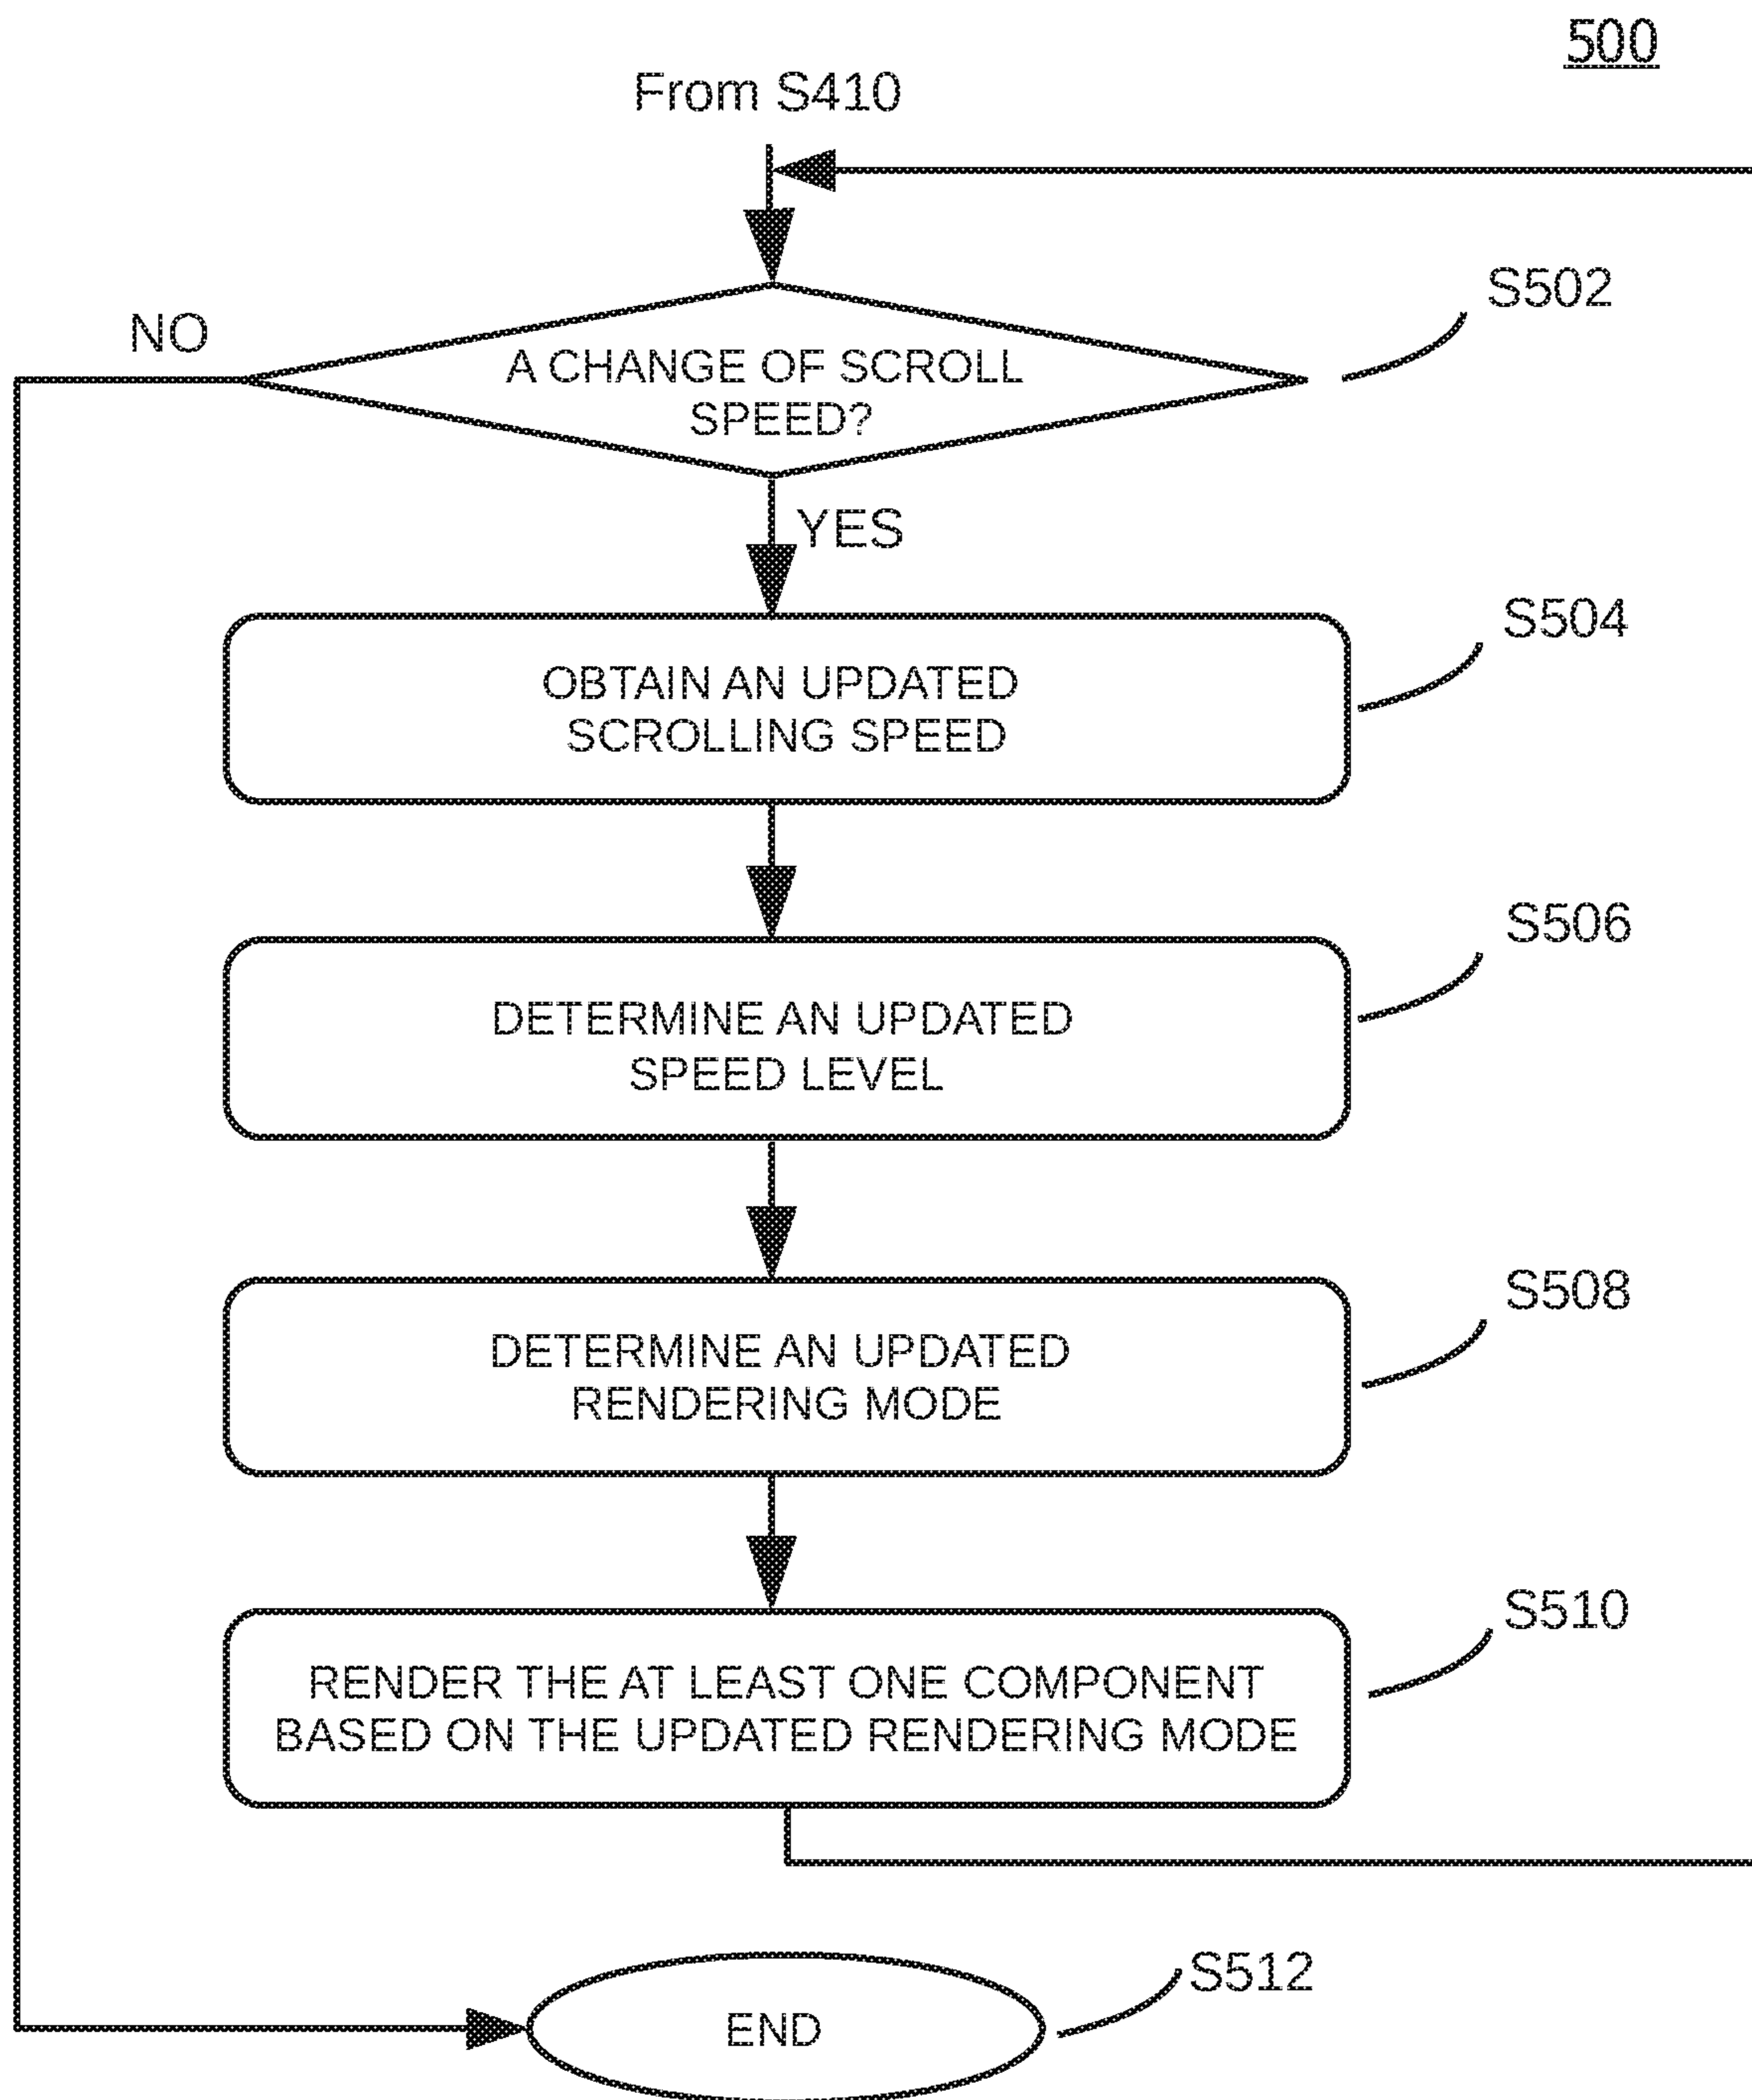 500
From S410
S502
NO
A CHANGE OF SCROLL
SPEED?
YES
S504
OBTAIN AN UPDATED
SCROLLING SPEED
S506
DETERMINE AN UPDATED
SPEED LEVEL
S508
DETERMINE AN UPDATED
RENDERING MODE
S510
RENDER THE AT LEAST ONE COMPONENT
BASED ON THE UPDATED RENDERING MODE
S512
END